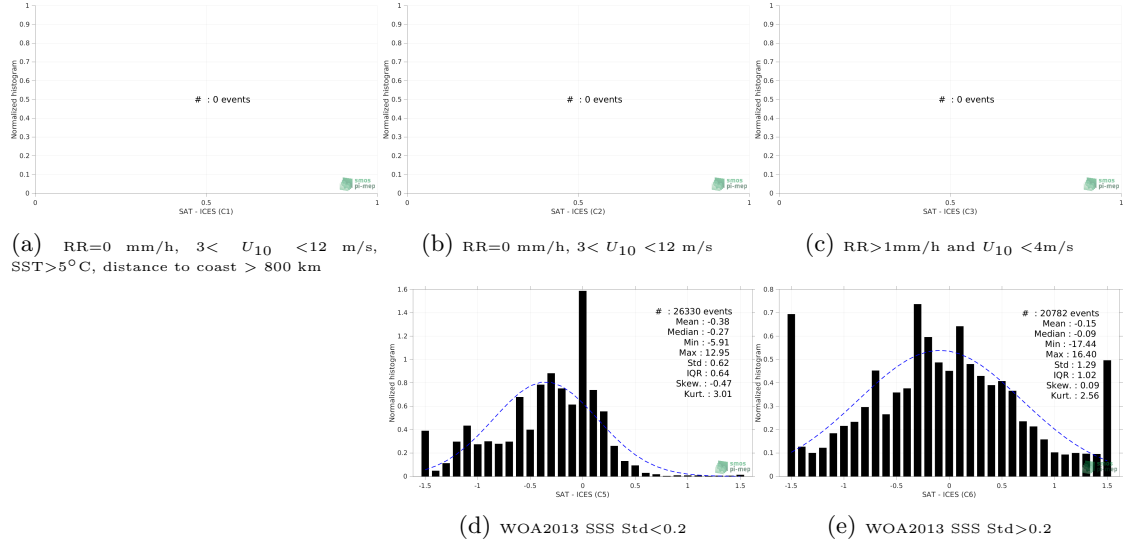 1
0.9
0.8
0.7
0.6
0.5
0.4
0.3
0.2
0.1
0
Normalized histogram
# : 0 events
smos
pi-mep
0 0.5 1
SAT - ICES (C1)
1
0.9
0.8
0.7
0.6
0.5
0.4
0.3
0.2
0.1
0
Normalized histogram
# : 0 events
smos
pi-mep
0 0.5 1
SAT - ICES (C2)
1
0.9
0.8
0.7
0.6
0.5
0.4
0.3
0.2
0.1
0
Normalized histogram
# : 0 events
smos
pi-mep
0 0.5 1
SAT - ICES (C3)
(a) RR=0 mm/h, 3< U10 <12 m/s,
SST>5°C, distance to coast > 800 km
(b) RR=0 mm/h, 3< U10 <12 m/s
(c) RR>1mm/h and U10 <4m/s
1.6
1.4
1.2
1
0.8
0.6
0.4
0.2
0
Normalized histogram
# : 26330 events
Mean : -0.38
Median : -0.27
Min : -5.91
Max : 12.95
Std : 0.62
IQR : 0.64
Skew. : -0.47
Kurt. : 3.01
smos
pi-mep
-1.5 -1 -0.5 0 0.5 1 1.5
SAT - ICES (C5)
0.8
0.7
0.6
0.5
0.4
0.3
0.2
0.1
0
Normalized histogram
# : 20782 events
Mean : -0.15
Median : -0.09
Min : -17.44
Max : 16.40
Std : 1.29
IQR : 1.02
Skew. : 0.09
Kurt. : 2.56
smos
pi-mep
-1.5 -1 -0.5 0 0.5 1 1.5
SAT - ICES (C6)
(d) WOA2013 SSS Std<0.2
(e) WOA2013 SSS Std>0.2